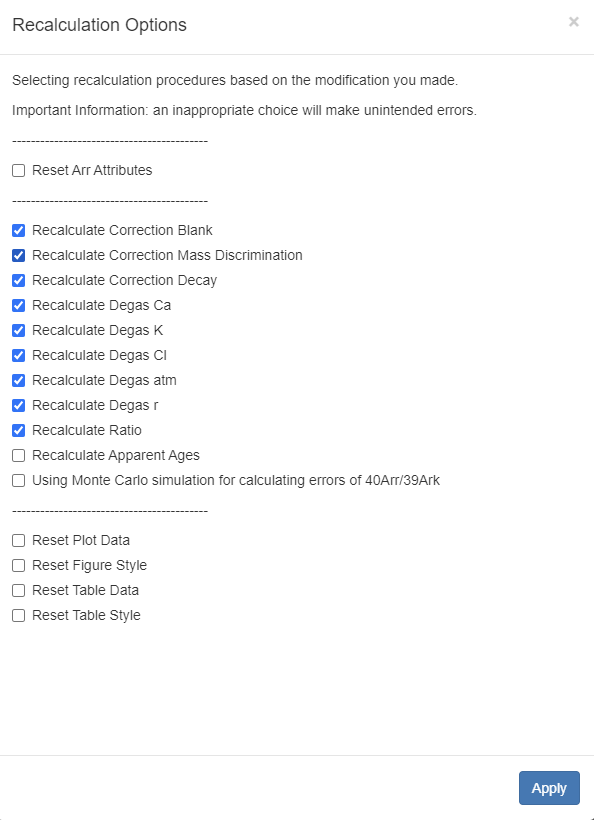 Recalculation Options
×
Selecting recalculation procedures based on the modification you made.
Important Information: an inappropriate choice will make unintended errors.
------------------------------------------
Reset Arr Attributes
------------------------------------------
Recalculate Correction Blank
Recalculate Correction Mass Discrimination
Recalculate Correction Decay
Recalculate Degas Ca
Recalculate Degas K
Recalculate Degas Cl
Recalculate Degas atm
Recalculate Degas r
Recalculate Ratio
Recalculate Apparent Ages
Using Monte Carlo simulation for calculating errors of 40Arr/39Ark
------------------------------------------
Reset Plot Data
Reset Figure Style
Reset Table Data
Reset Table Style
Apply